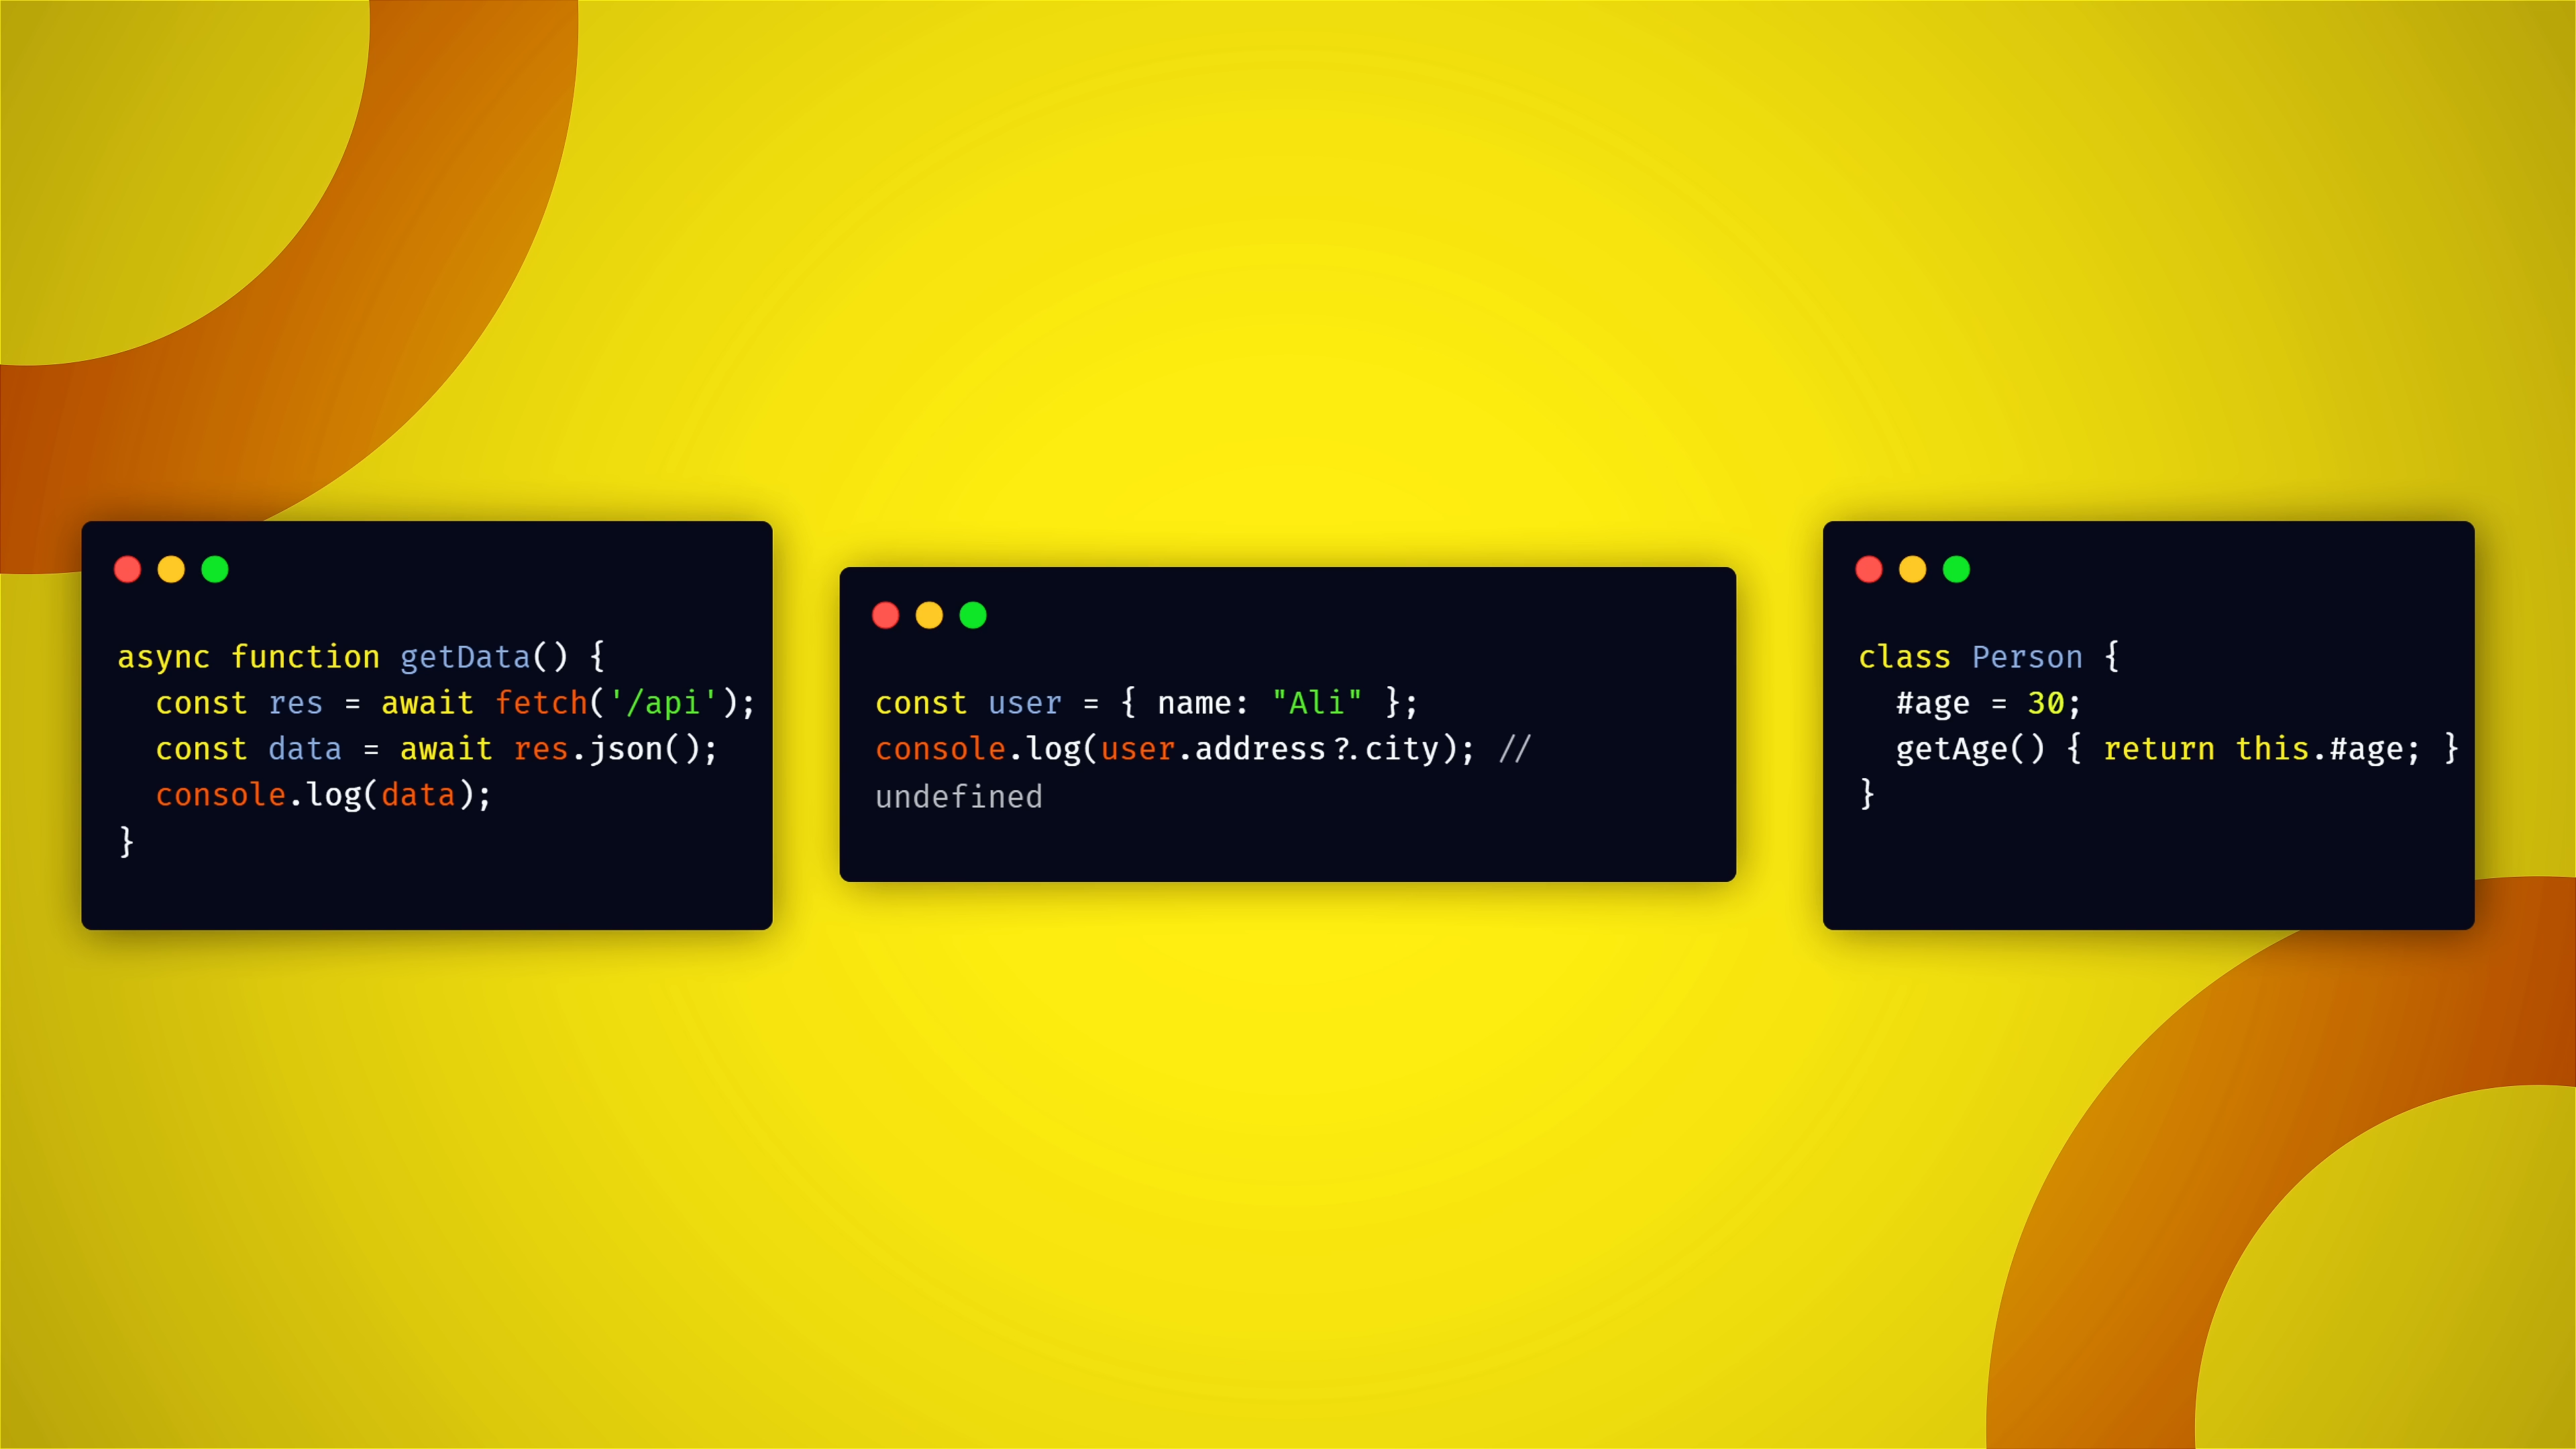 async function getData() {
  const res = await fetch('/api');
  const data = await res.json();
  console.log(data);
}
const user = { name: "Ali" };
console.log(user.address?.city); //
undefined
class Person {
  #age = 30;
  getAge() { return this.#age; }
}